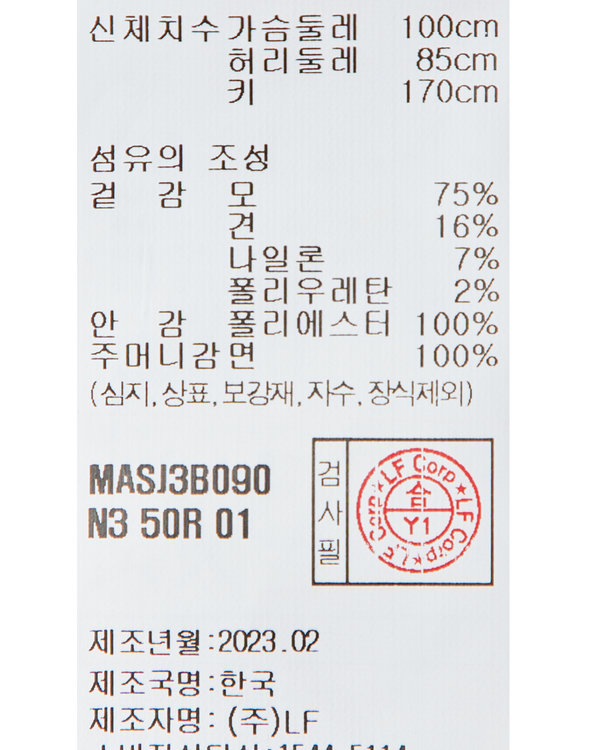 신체치수 가슴둘레 100cm
허리둘레 85cm
키 170cm
섬유의 조성
겉 감 모 75%
견 16%
나일론 7%
폴리우레탄 2%
안 감 폴리에스터 100%
주머니감면 100%
(심지,상표,보강재,자수,장식제외)
MASJ3B090
N3 50R 01
검사필
LF Corp ★ LF Corp ★ LF Corp ★
合
Y1
제조년월:2023.02
제조국명:한국
제조자명: (주)LF